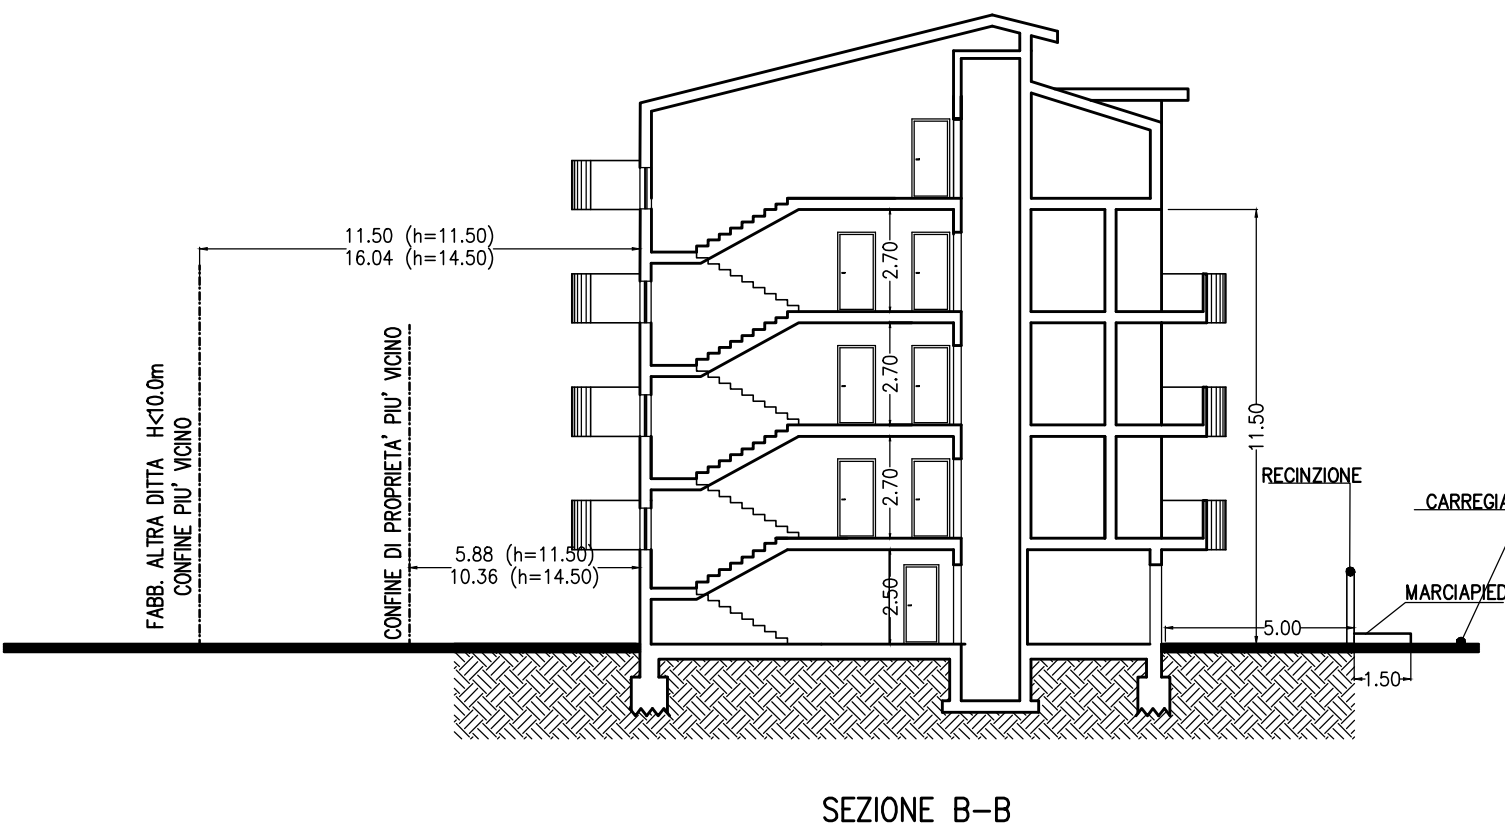 11.50 (h=11.50)
16.04 (h=14.50)
FABB. ALTRA DITTA H<10.0m
CONFINE PIU' VICINO
CONFINE DI PROPRIETA' PIU' VICINO
5.88 (h=11.50)
10.36 (h=14.50)
2.70
2.70
2.70
2.50
11.50
RECINZIONE
CARREGIA
MARCIAPIED
5.00
1.50
SEZIONE B-B